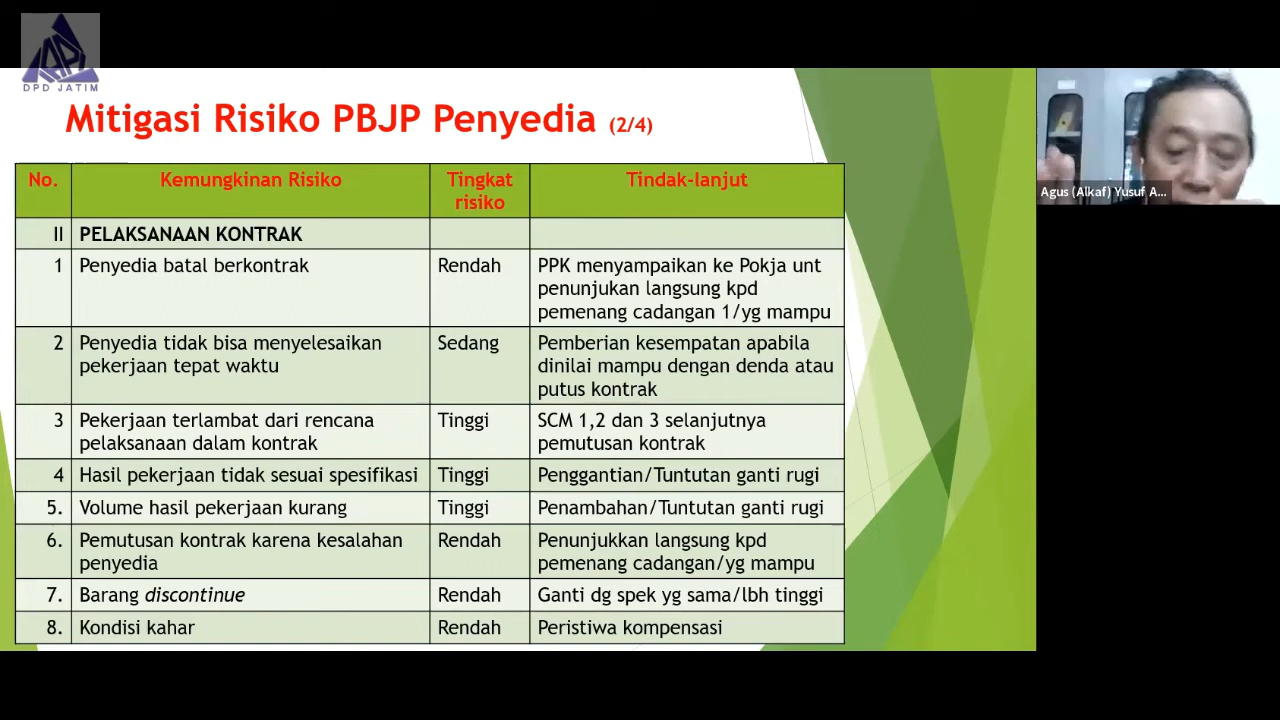 API
DPD JATIM
Mitigasi Risiko PBJP Penyedia (2/4)
No.
Kemungkinan Risiko
Tingkat
risiko
Tindak-lanjut
II
PELAKSANAAN KONTRAK
1
Penyedia batal berkontrak
Rendah
PPK menyampaikan ke Pokja unt
penunjukan langsung kpd
pemenang cadangan 1/yg mampu
2
Penyedia tidak bisa menyelesaikan
pekerjaan tepat waktu
Sedang
Pemberian kesempatan apabila
dinilai mampu dengan denda atau
putus kontrak
3
Pekerjaan terlambat dari rencana
pelaksanaan dalam kontrak
Tinggi
SCM 1,2 dan 3 selanjutnya
pemutusan kontrak
4
Hasil pekerjaan tidak sesuai spesifikasi
Tinggi
Penggantian/Tuntutan ganti rugi
5.
Volume hasil pekerjaan kurang
Tinggi
Penambahan/Tuntutan ganti rugi
6.
Pemutusan kontrak karena kesalahan
penyedia
Rendah
Penunjukkan langsung kpd
pemenang cadangan/yg mampu
7.
Barang discontinue
Rendah
Ganti dg spek yg sama/lbh tinggi
8.
Kondisi kahar
Rendah
Peristiwa kompensasi
Agus (Alkaf) Yusuf A...